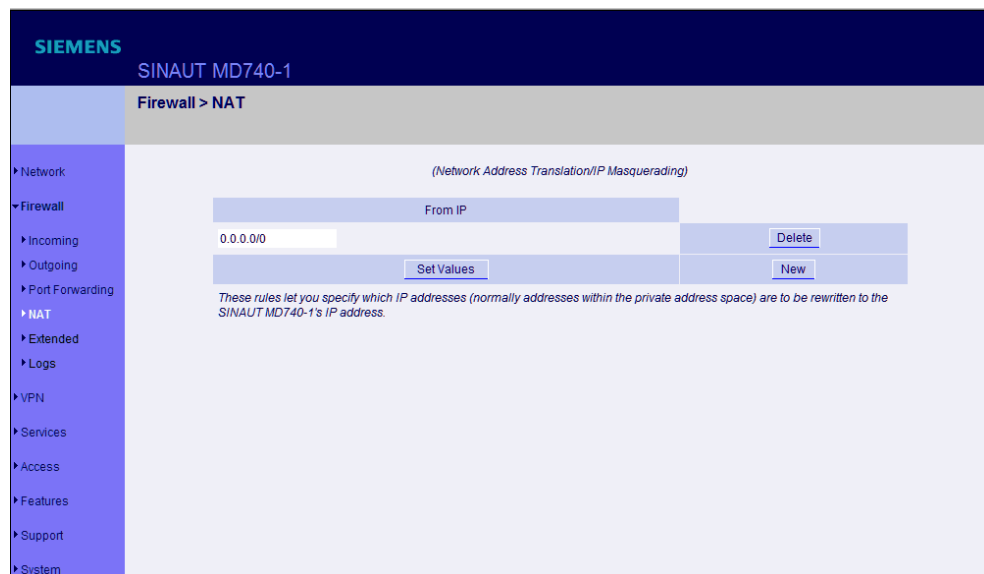 SIEMENS
SINAUT MD740-1
Firewall > NAT
Network
Firewall
Incoming
Outgoing
Port Forwarding
NAT
Extended
Logs
VPN
Services
Access
Features
Support
System
(Network Address Translation/IP Masquerading)
From IP
0.0.0.0/0
Delete
Set Values
New
These rules let you specify which IP addresses (normally addresses within the private address space) are to be rewritten to the
SINAUT MD740-1's IP address.